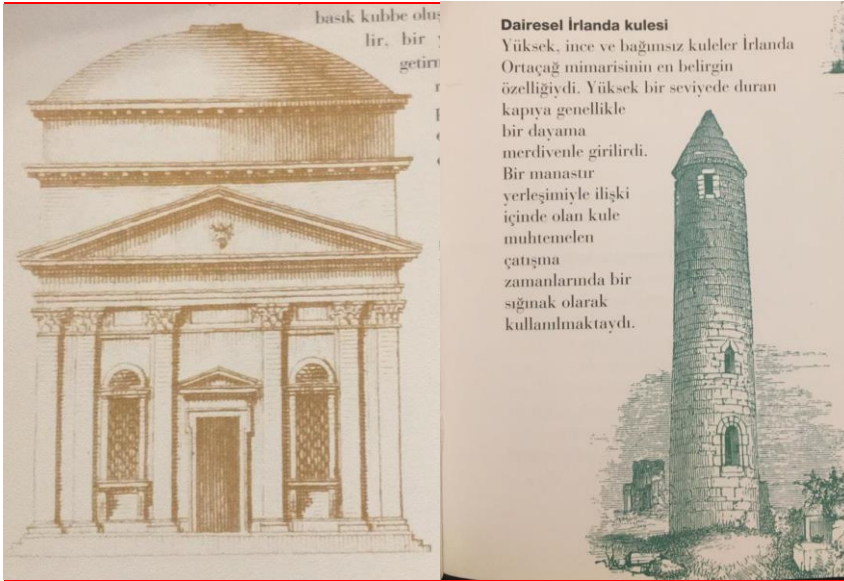 basık kubbe
lir, bir
Dairesel İrlanda kulesi
Yüksek, ince ve bağımsız kuleler İrlanda
Ortaçağ mimarisinin en belirgin
özelliğiydi. Yüksek bir seviyede duran
kapıya genellikle
bir dayama
merdivenle girilirdi.
Bir manastır
yerleşimiyle ilişki
içinde olan kule
muhtemelen
çatışma
zamanlarında bir
sığınak olarak
kullanılmaktaydı.